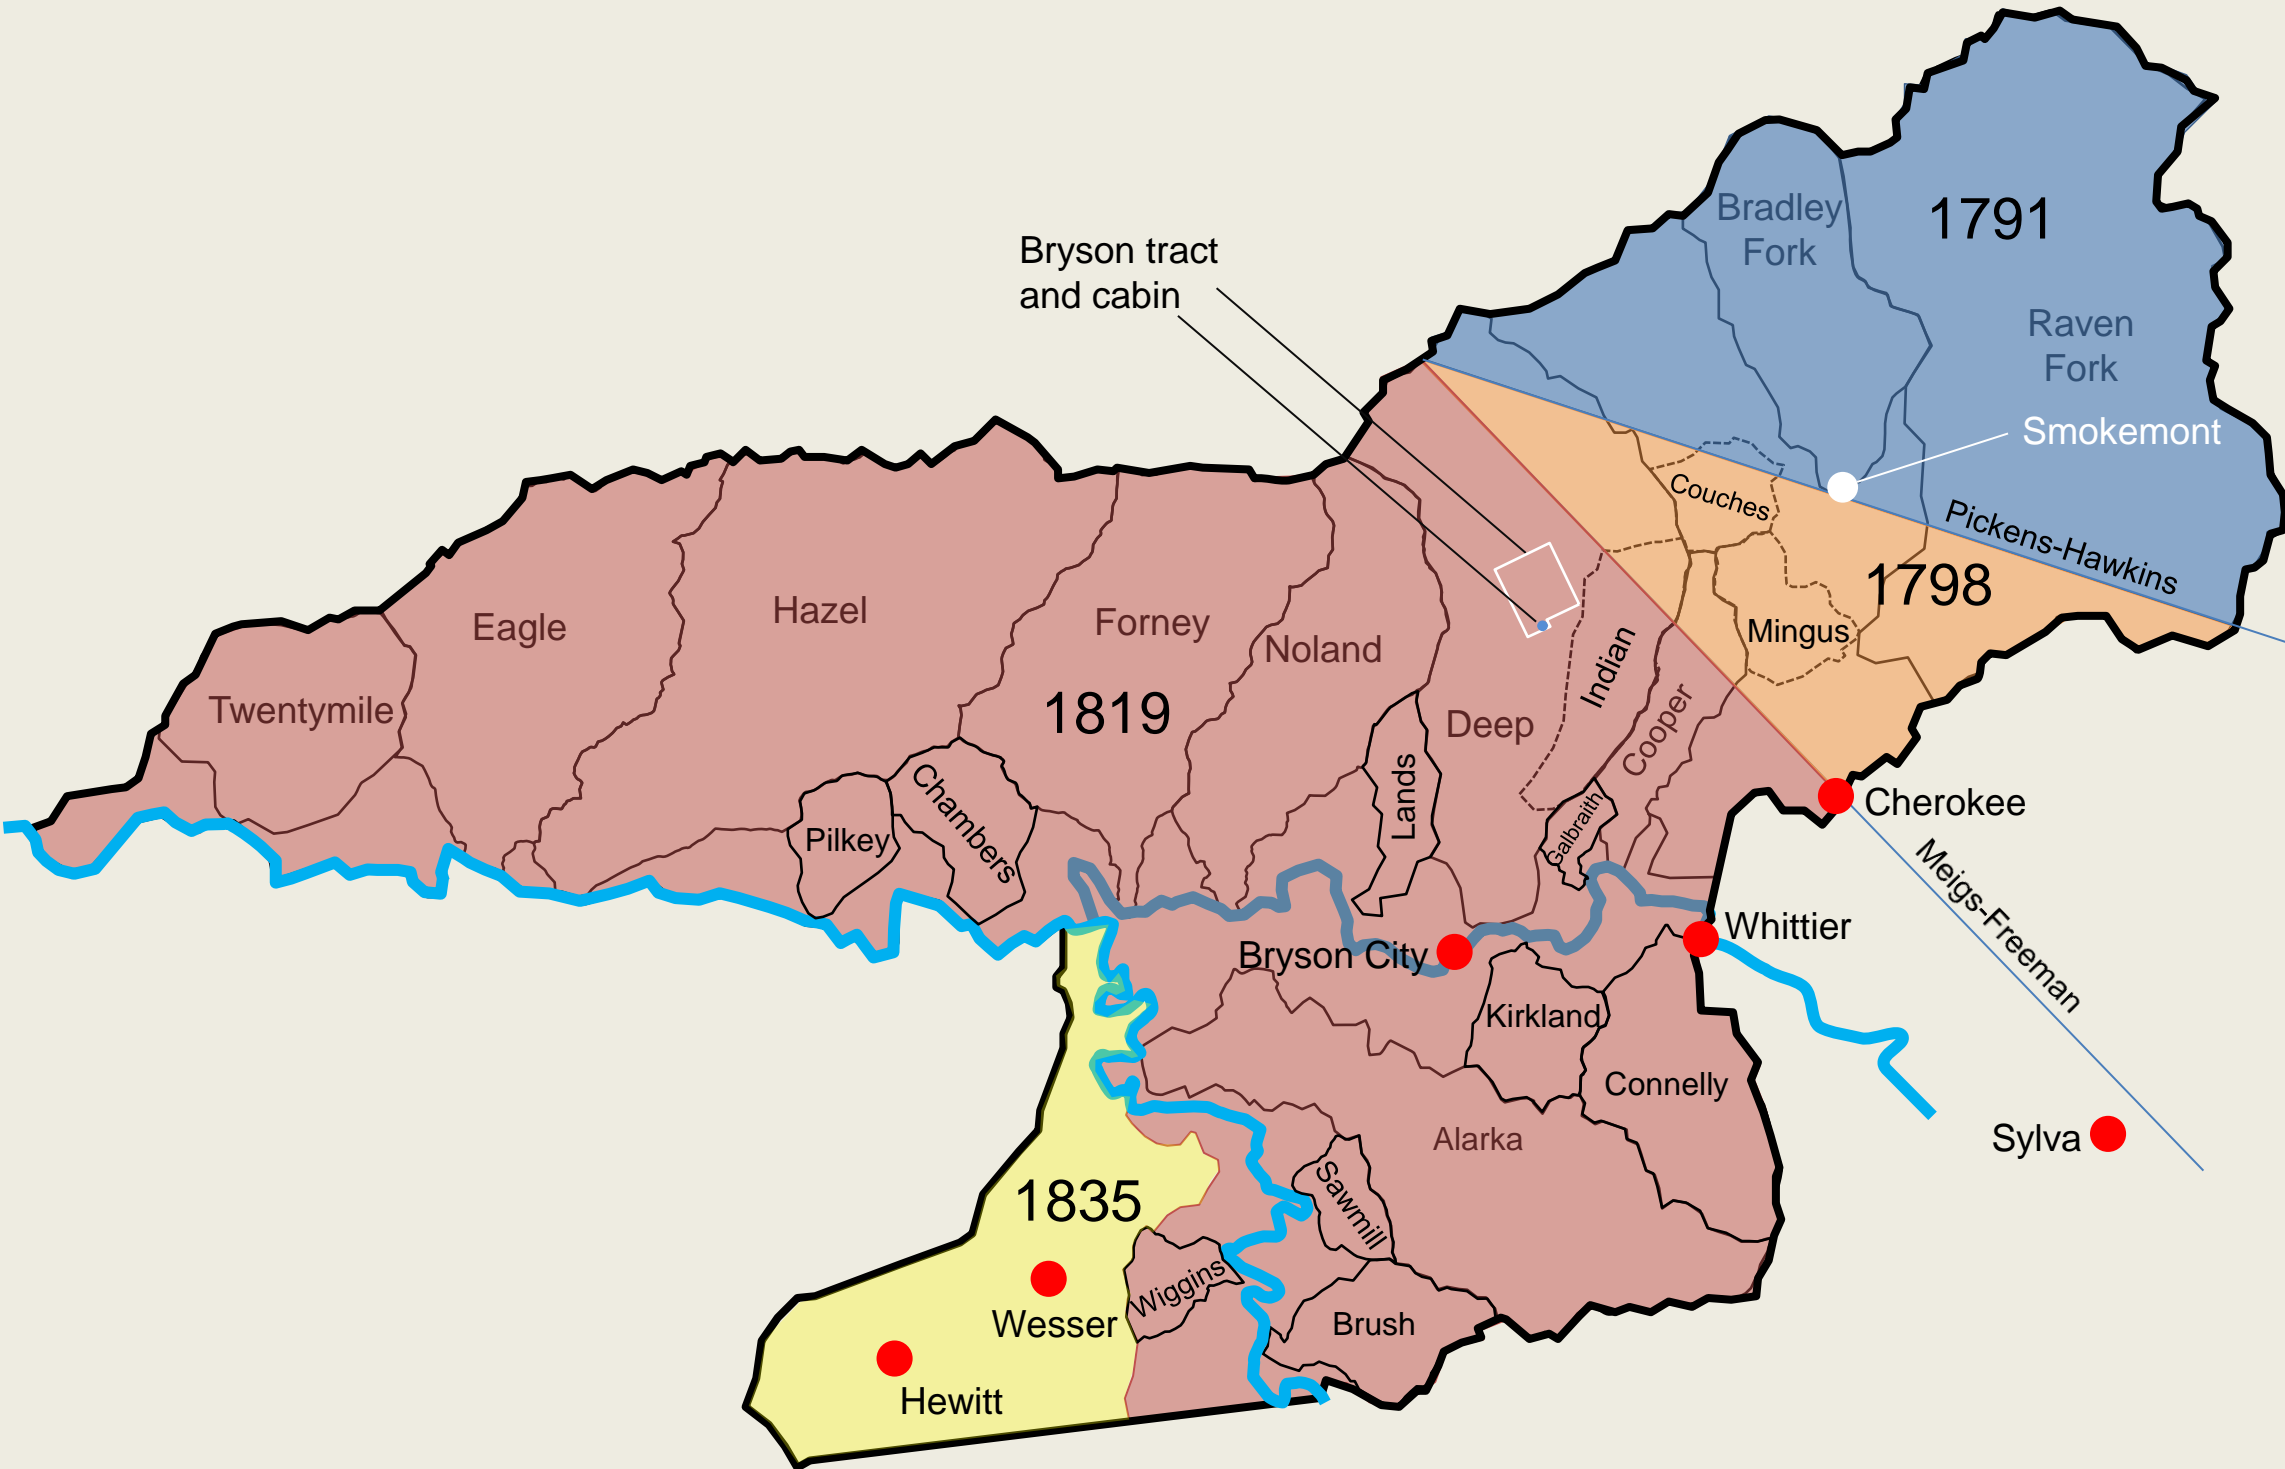 Bradley
Fork
1791
Bryson tract
and cabin
Raven
Fork
Smokemont
Couches
Pickens-Hawkins
1798
Mingus
Eagle
Hazel
Forney
Noland
Indian
Twentymile
1819
Deep
Cooper
Lands
Pilkey
Chambers
Galbraith
Cherokee
Meigs-Freeman
Whittier
Bryson City
Kirkland
Connelly
Alarka
Sylva
1835
Sawmill
Wiggins
Wesser
Brush
Hewitt